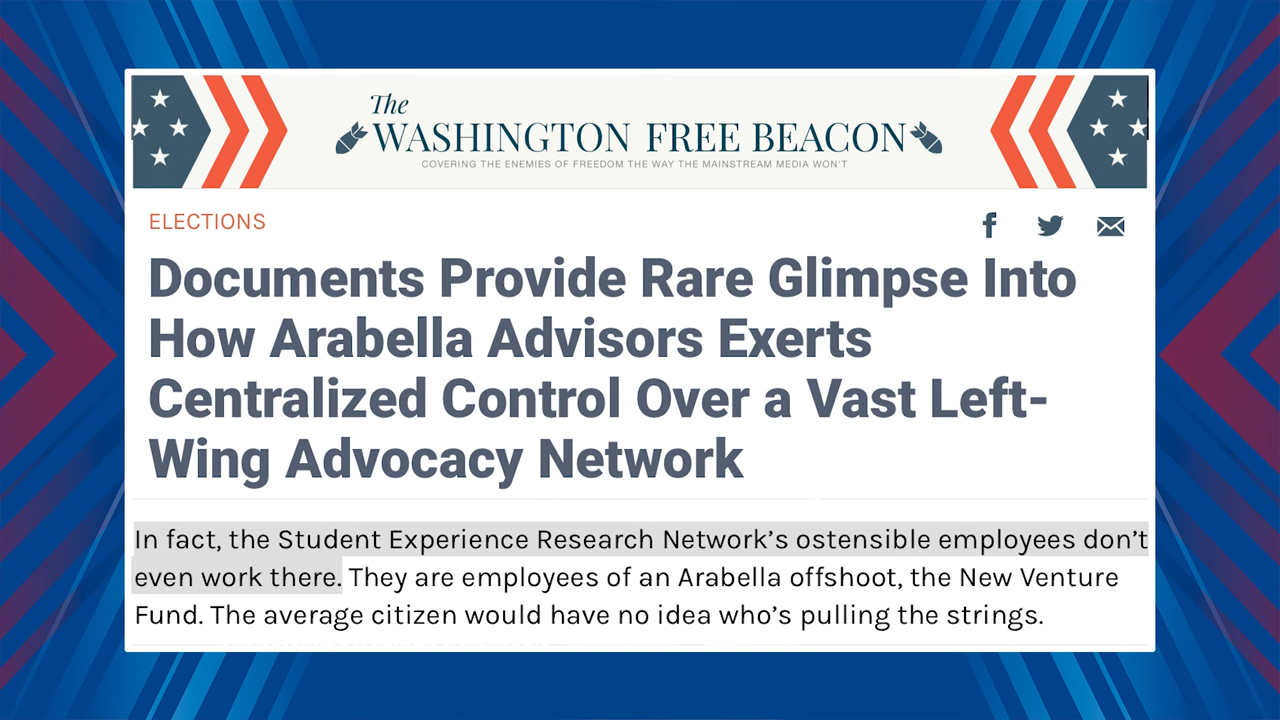 The
WASHINGTON FREE BEACON
COVERING THE ENEMIES OF FREEDOM THE WAY THE MAINSTREAM MEDIA WON'T
ELECTIONS
Documents Provide Rare Glimpse Into
How Arabella Advisors Exerts
Centralized Control Over a Vast Left-
Wing Advocacy Network
In fact, the Student Experience Research Network’s ostensible employees don’t
even work there. They are employees of an Arabella offshoot, the New Venture
Fund. The average citizen would have no idea who’s pulling the strings.